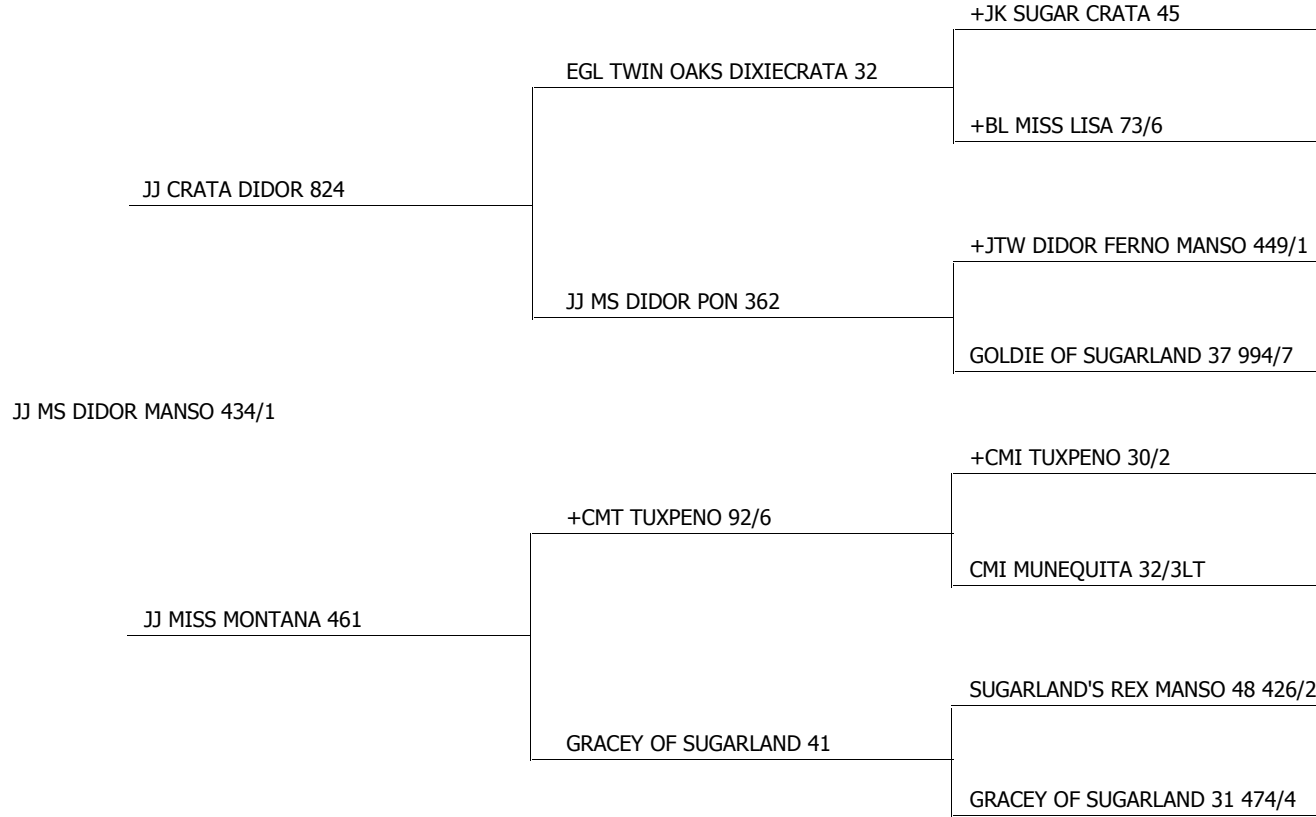 +JK SUGAR CRATA 45
EGL TWIN OAKS DIXIECRATA 32
+BL MISS LISA 73/6
JJ CRATA DIDOR 824
+JTW DIDOR FERNO MANSO 449/1
JJ MS DIDOR PON 362
GOLDIE OF SUGARLAND 37 994/7
JJ MS DIDOR MANSO 434/1
+CMI TUXPENO 30/2
+CMT TUXPENO 92/6
CMI MUNEQUITA 32/3LT
JJ MISS MONTANA 461
SUGARLAND'S REX MANSO 48 426/2
GRACEY OF SUGARLAND 41
GRACEY OF SUGARLAND 31 474/4